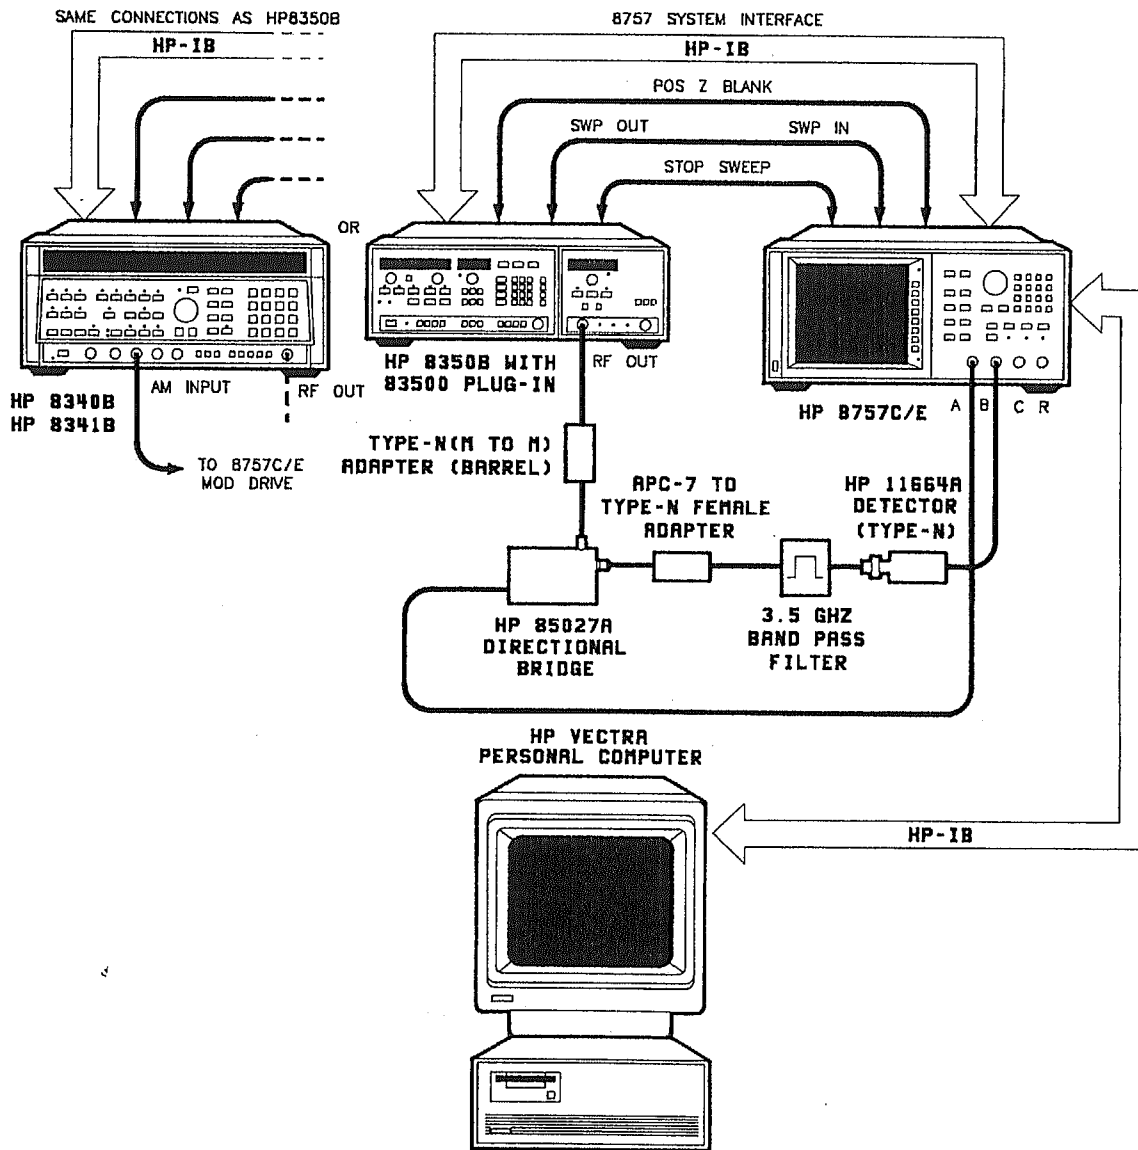 SAME CONNECTIONS AS HP8350B
HP-IB
8757 SYSTEM INTERFACE
HP-IB
POS Z BLANK
SWP OUT
SWP IN
STOP SWEEP
OR
AM INPUT
RF OUT
HP 8340B
HP 8341B
TO 8757C/E
MOD DRIVE
HP 8350B WITH
83500 PLUG-IN
RF OUT
HP 8757C/E
A B C R
TYPE-N(M TO M)
ADAPTER (BARREL)
APC-7 TO
TYPE-N FEMALE
ADAPTER
HP 11664A
DETECTOR
(TYPE-N)
HP 85027A
DIRECTIONAL
BRIDGE
3.5 GHZ
BAND PASS
FILTER
HP VECTRA
PERSONAL COMPUTER
HP-IB